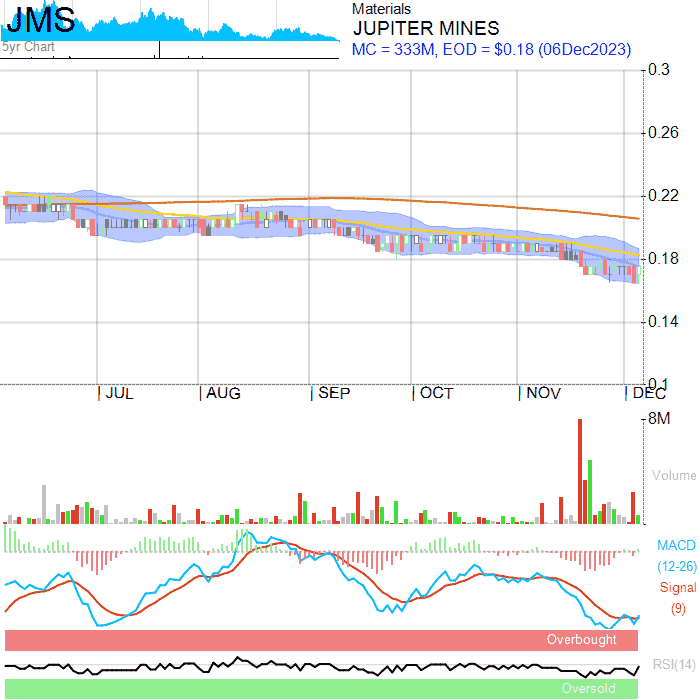 JMS
5yr Chart
Materials
JUPITER MINES
MC = 333M, EOD = $0.18 (06Dec2023)
0.3
0.26
0.22
0.18
0.14
0.1
JUL
AUG
SEP
OCT
NOV
DEC
8M
Volume
MACD
(12-26)
Signal
(9)
Overbought
RSI(14)
Oversold